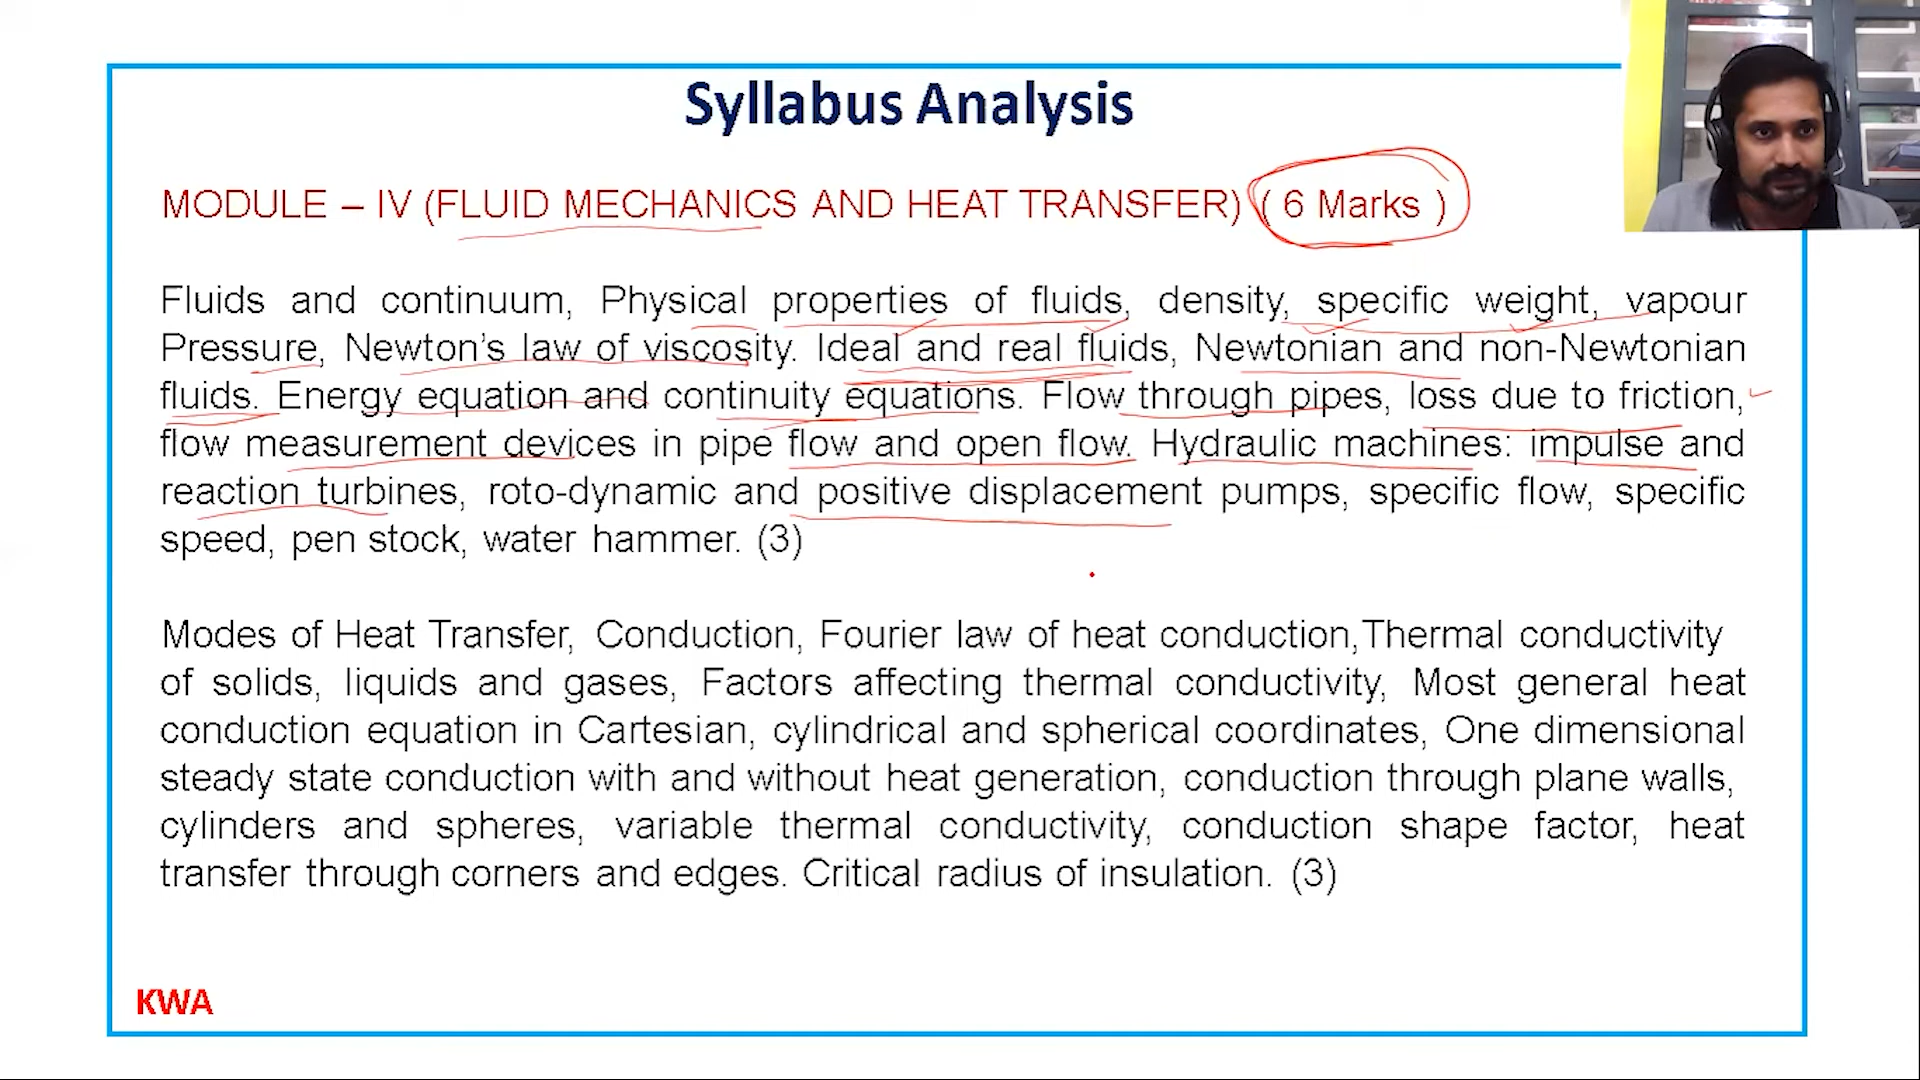 Syllabus Analysis
MODULE – IV (FLUID MECHANICS AND HEAT TRANSFER) ( 6 Marks )
Fluids and continuum, Physical properties of fluids, density, specific weight, vapour
Pressure, Newton's law of viscosity. Ideal and real fluids, Newtonian and non-Newtonian
fluids. Energy equation and continuity equations. Flow through pipes, loss due to friction,
flow measurement devices in pipe flow and open flow. Hydraulic machines: impulse and
reaction turbines, roto-dynamic and positive displacement pumps, specific flow, specific
speed, pen stock, water hammer. (3)
Modes of Heat Transfer, Conduction, Fourier law of heat conduction,Thermal conductivity
of solids, liquids and gases, Factors affecting thermal conductivity, Most general heat
conduction equation in Cartesian, cylindrical and spherical coordinates, One dimensional
steady state conduction with and without heat generation, conduction through plane walls,
cylinders and spheres, variable thermal conductivity, conduction shape factor, heat
transfer through corners and edges. Critical radius of insulation. (3)
KWA